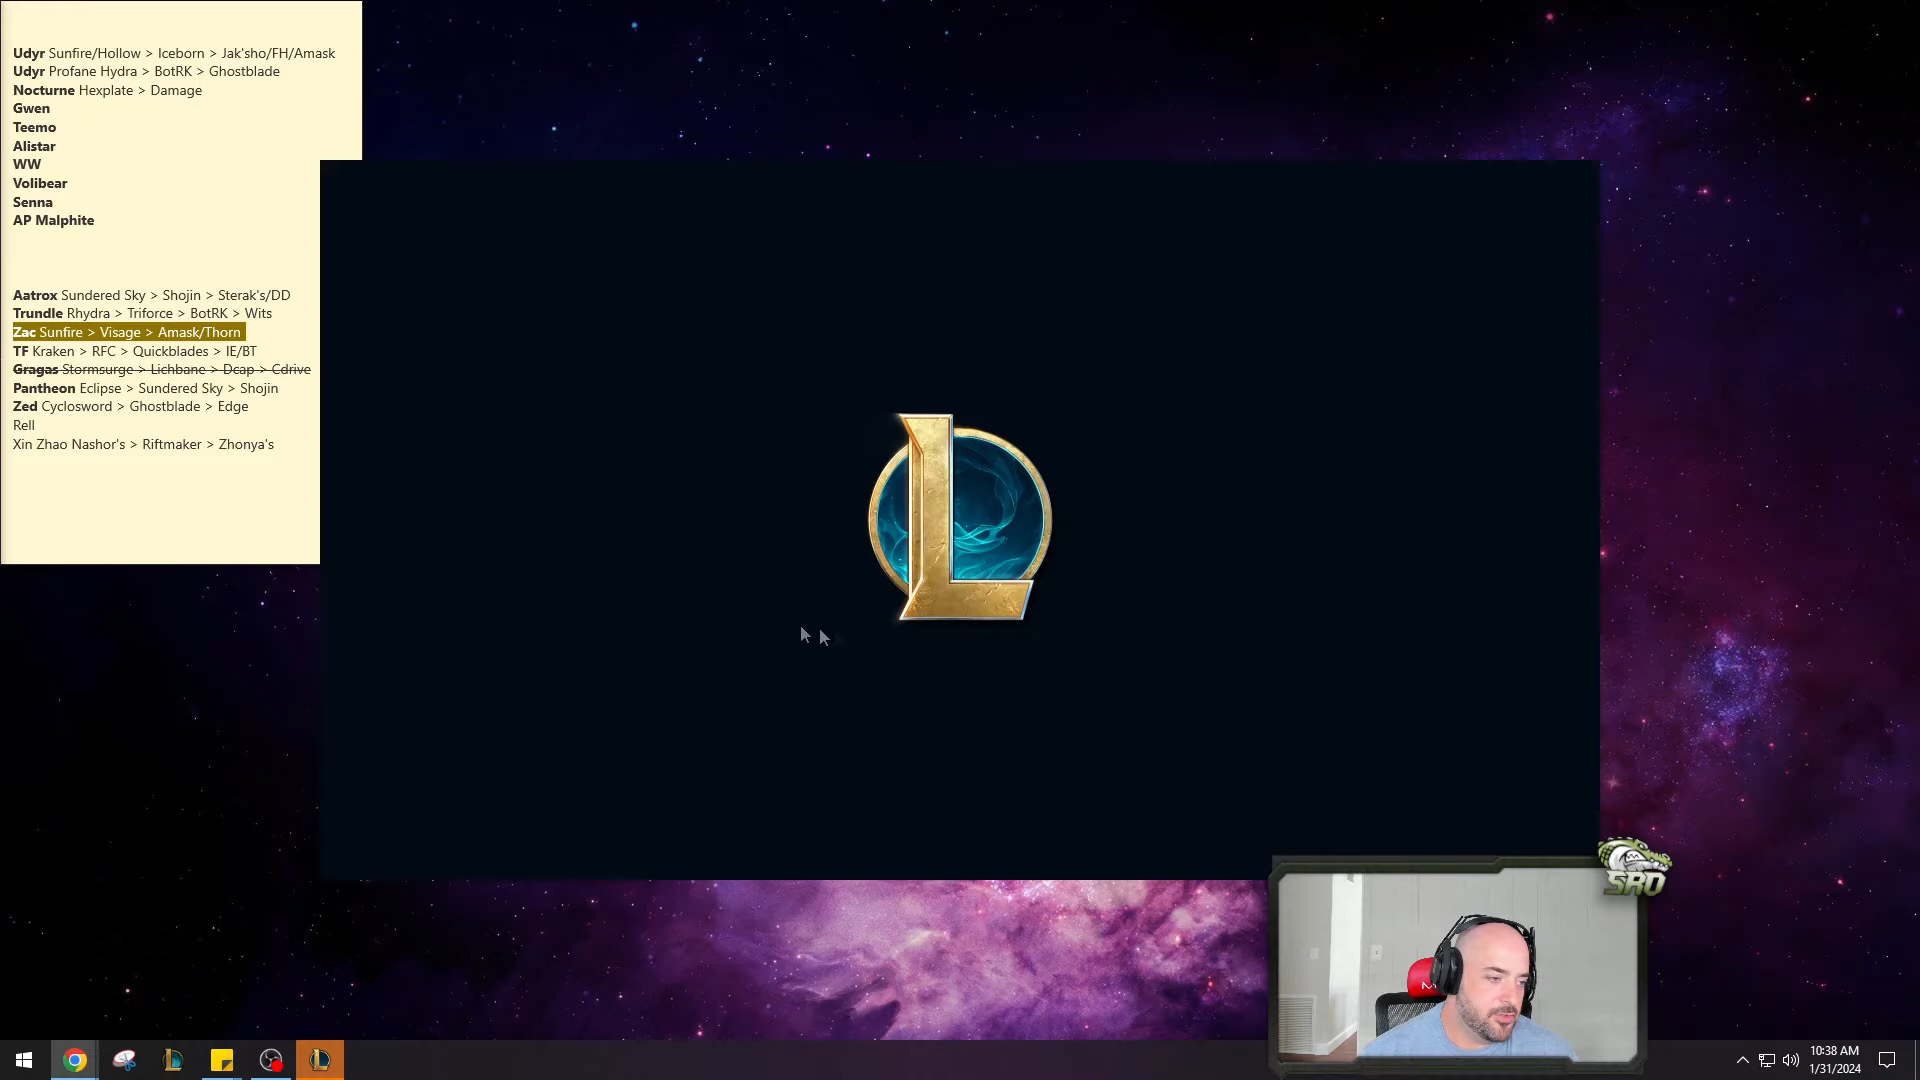 Udyr Sunfire/Hollow > Iceborn > Jak'sho/FH/Amask
Udyr Profane Hydra > BotRK > Ghostblade
Nocturne Hexplate > Damage
Gwen
Teemo
Alistar
WW
Volibear
Senna
AP Malphite
Aatrox Sundered Sky > Shojin > Sterak's/DD
Trundle Rhydra > Triforce > BotRK > Wits
Zac Sunfire > Visage > Amask/Thorn
TF Kraken > RFC > Quickblades > IE/BT
Gragas Stormsurge > Lichbane > Dcap > Cdrive
Pantheon Eclipse > Sundered Sky > Shojin
Zed Cyclosword > Ghostblade > Edge
Rell
Xin Zhao Nashor's > Riftmaker > Zhonya's
SRO
10:38 AM
1/31/2024